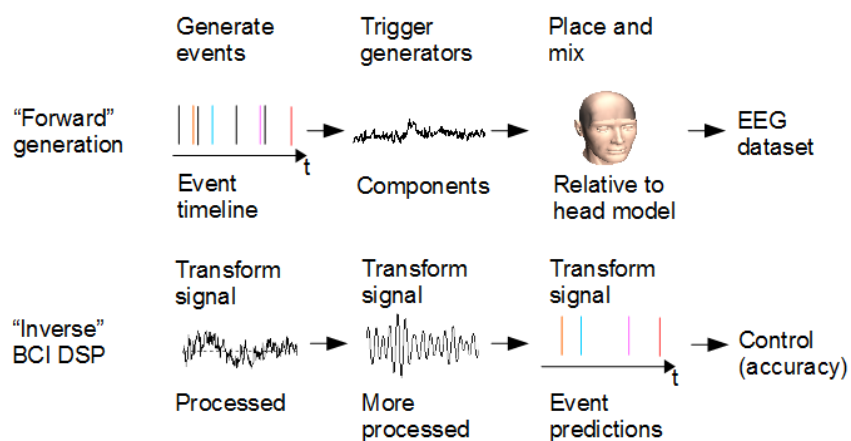 Generate
events
Trigger
generators
Place and
mix
“Forward”
generation
t
EEG
dataset
Event
timeline
Components
Relative to
head model
Transform
signal
Transform
signal
Transform
signal
“Inverse”
BCI DSP
t
Control
(accuracy)
Processed
More
processed
Event
predictions